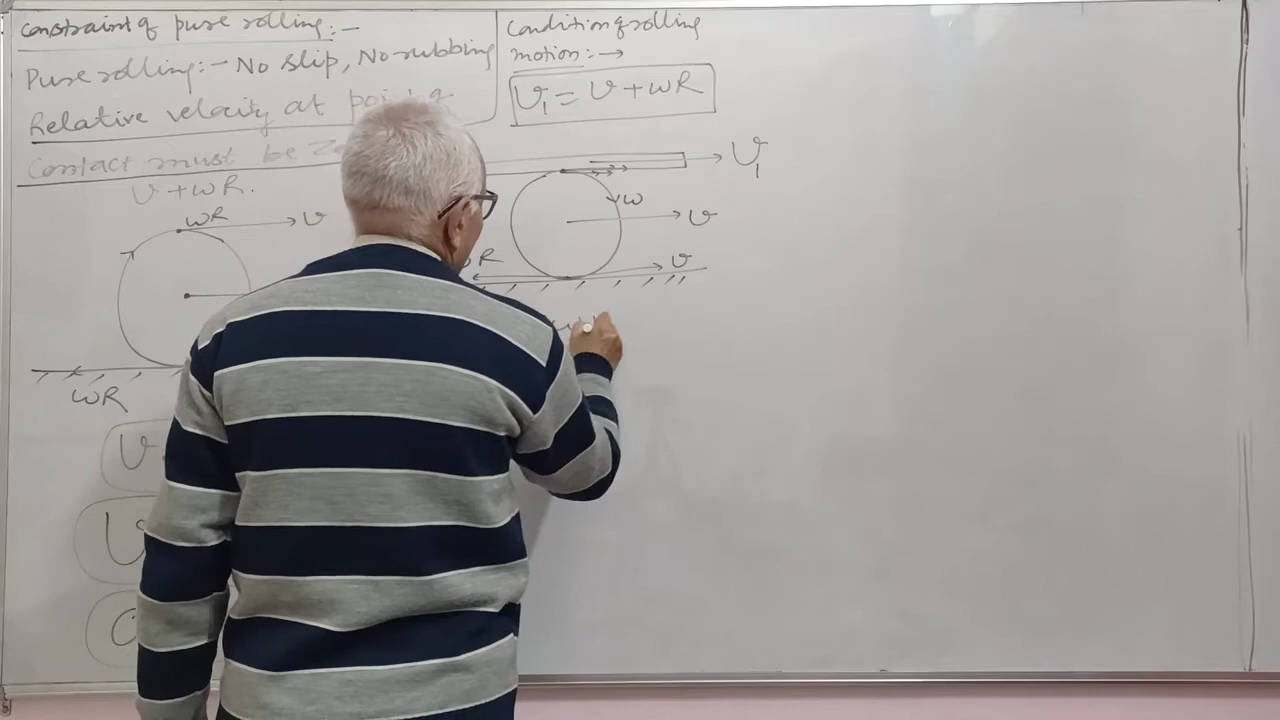 Constraint of pure rolling:-
Pure rolling:- No slip, No rubbing
Relative velocity at point
Contact must be
v + ωR.
ωR
v
ωR
v
Condition of rolling
motion:→
v₁ = v + ωR
v₁
ω
v
R
v